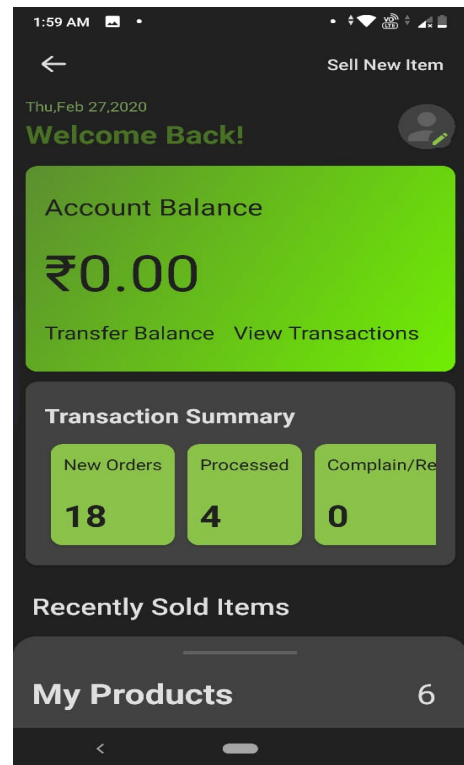 1:59 AM
Sell New Item
Thu,Feb 27,2020
Welcome Back!
Account Balance
₹0.00
Transfer Balance View Transactions
Transaction Summary
New Orders Processed Complain/Re
18 4 0
Recently Sold Items
My Products 6